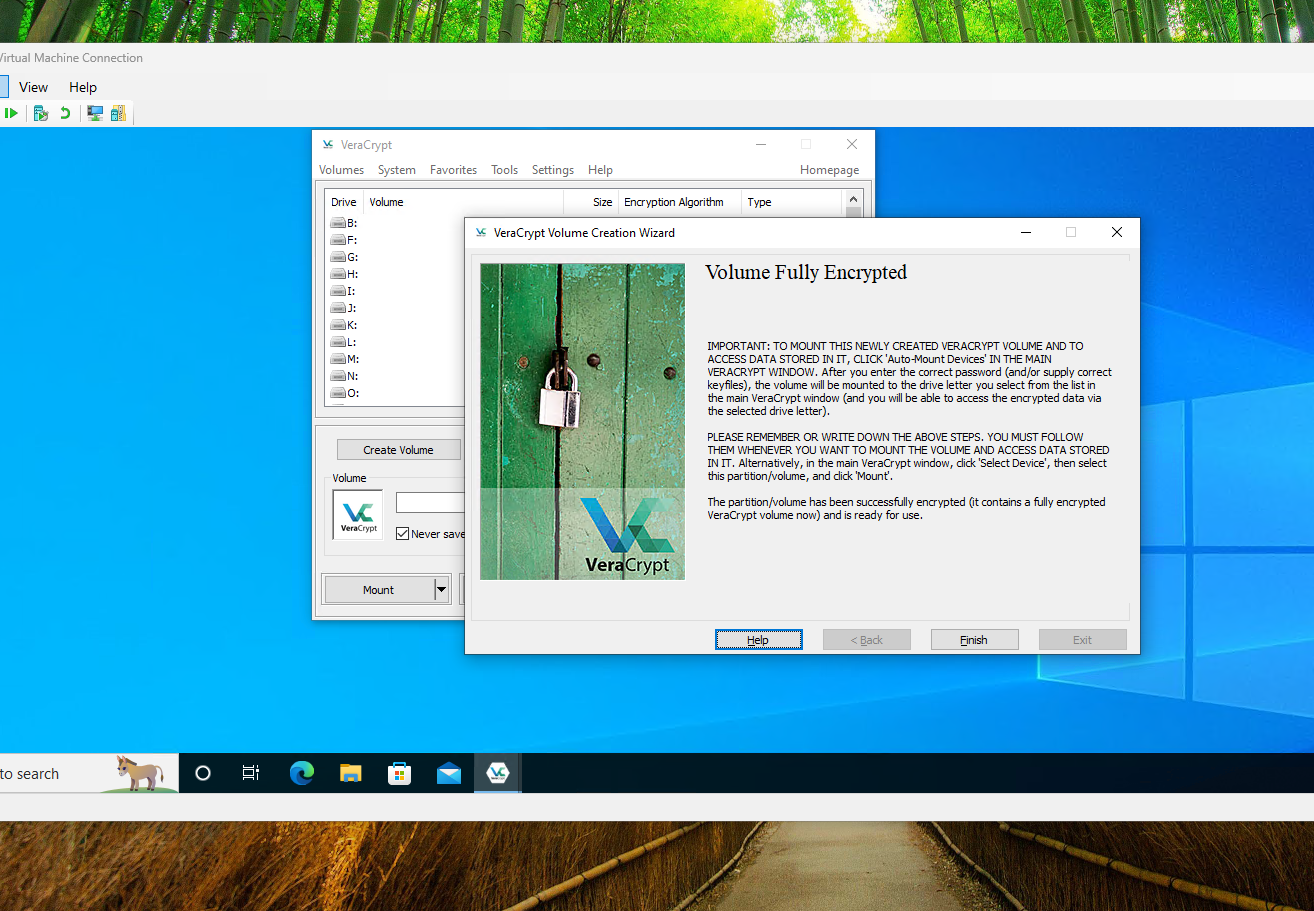 Virtual Machine Connection
View Help
VeraCrypt
Volumes System Favorites Tools Settings Help Homepage
Drive Volume Size Encryption Algorithm Type
B:
F:
G:
H:
I:
J:
K:
L:
M:
N:
O:
Create Volume
Volume
VeraCrypt
Never save
Mount
VeraCrypt Volume Creation Wizard
VeraCrypt
Volume Fully Encrypted
IMPORTANT: TO MOUNT THIS NEWLY CREATED VERACRYPT VOLUME AND TO
ACCESS DATA STORED IN IT, CLICK 'Auto-Mount Devices' IN THE MAIN
VERACRYPT WINDOW. After you enter the correct password (and/or supply correct
keyfiles), the volume will be mounted to the drive letter you select from the list in
the main VeraCrypt window (and you will be able to access the encrypted data via
the selected drive letter).
PLEASE REMEMBER OR WRITE DOWN THE ABOVE STEPS. YOU MUST FOLLOW
THEM WHENEVER YOU WANT TO MOUNT THE VOLUME AND ACCESS DATA STORED
IN IT. Alternatively, in the main VeraCrypt window, click 'Select Device', then select
this partition/volume, and click 'Mount'.
The partition/volume has been successfully encrypted (it contains a fully encrypted
VeraCrypt volume now) and is ready for use.
Help < Back Finish Exit
to search